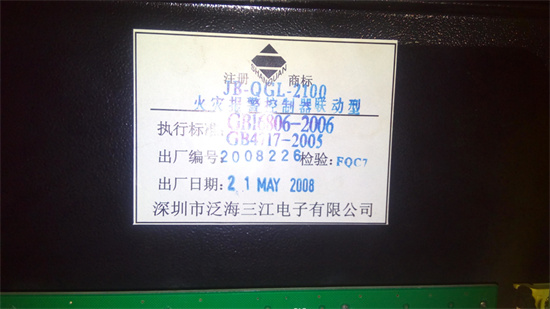 注册 商标
JB-QGL-2100
火灾报警控制器联动型
执行标准:GB16806-2006
GB4717-2005
出厂编号:2008226 检验: FQC7
出厂日期: 21 MAY 2008
深圳市泛海三江电子有限公司